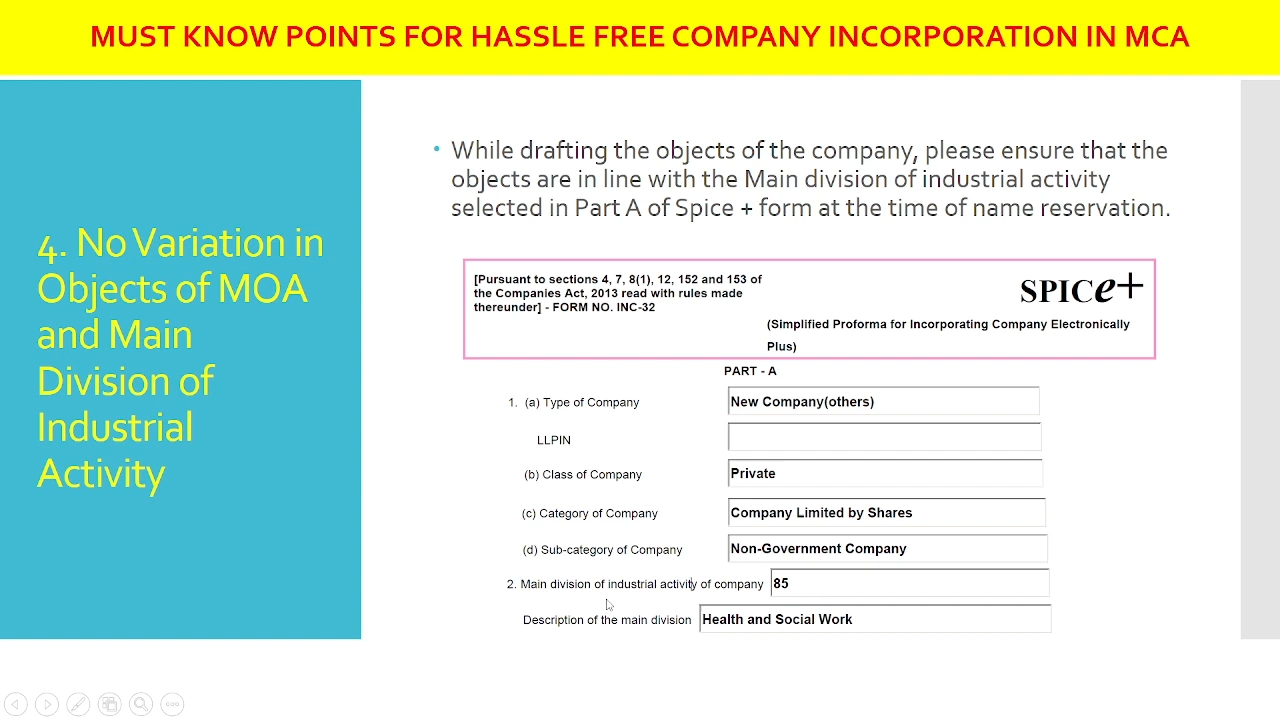 MUST KNOW POINTS FOR HASSLE FREE COMPANY INCORPORATION IN MCA
4. No Variation in
Objects of MOA
and Main
Division of
Industrial
Activity
• While drafting the objects of the company, please ensure that the
objects are in line with the Main division of industrial activity
selected in Part A of Spice + form at the time of name reservation.
[Pursuant to sections 4, 7, 8(1), 12, 152 and 153 of
the Companies Act, 2013 read with rules made
thereunder] - FORM NO. INC-32
SPICe+
(Simplified Proforma for Incorporating Company Electronically
Plus)
PART - A
1. (a) Type of Company New Company(others)
LLPIN
(b) Class of Company Private
(c) Category of Company Company Limited by Shares
(d) Sub-category of Company Non-Government Company
2. Main division of industrial activity of company 85
Description of the main division Health and Social Work